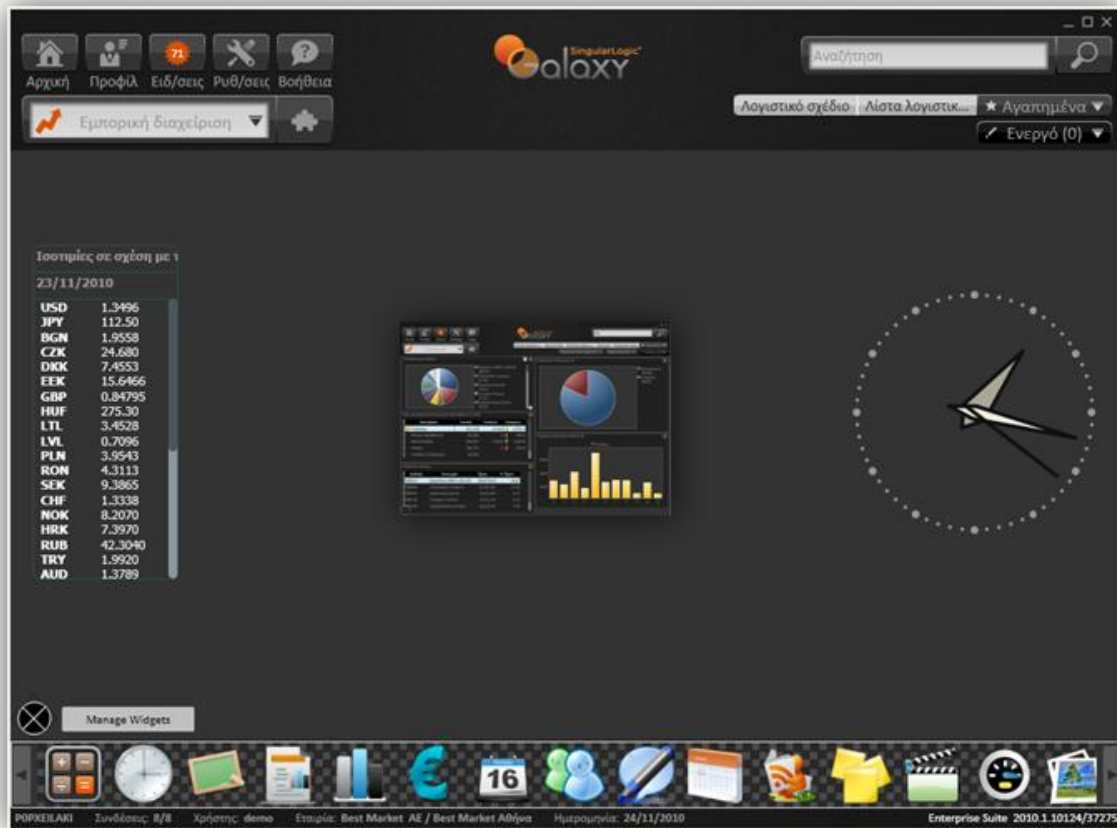 SingularLogic®
Galaxy
Αρχική Προφίλ Ειδ/σεις Ρυθ/σεις Βοήθεια
71
Αναζήτηση
Εμπορική διαχείριση
Λογιστικό σχέδιο Λίστα λογιστικ... ★ Αγαπημένα ▼
Ενεργό (0) ▼
Ισοτιμίες σε σχέση με τ
23/11/2010
USD 1.3496
JPY 112.50
BGN 1.9558
CZK 24.680
DKK 7.4553
EEK 15.6466
GBP 0.84795
HUF 275.30
LTL 3.4528
LVL 0.7096
PLN 3.9543
RON 4.3113
SEK 9.3865
CHF 1.3338
NOK 8.2070
HRK 7.3970
RUB 42.3040
TRY 1.9920
AUD 1.3789
Manage Widgets
16
P0PXEILAKI Συνδέσεις: 8/8 Χρήστης: demo Εταιρία: Best Market AE / Best Market Αθήνα Ημερομηνία: 24/11/2010 Enterprise Suite 2010.1.10124/37275